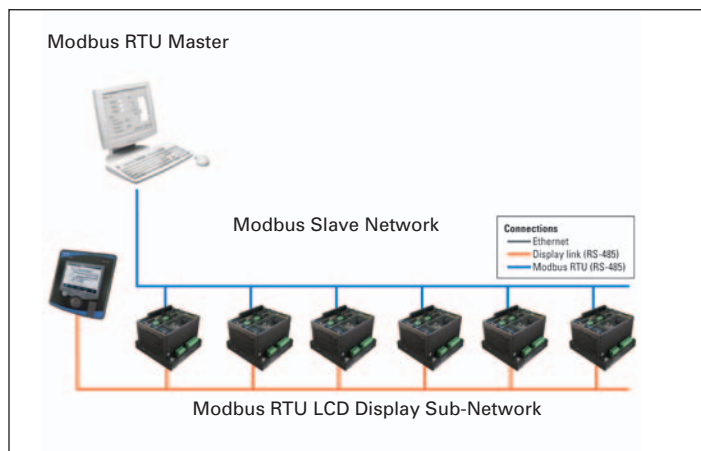 Modbus RTU Master
Modbus Slave Network
Connections
Ethernet
Display link (RS-485)
Modbus RTU (RS-485)
Modbus RTU LCD Display Sub-Network